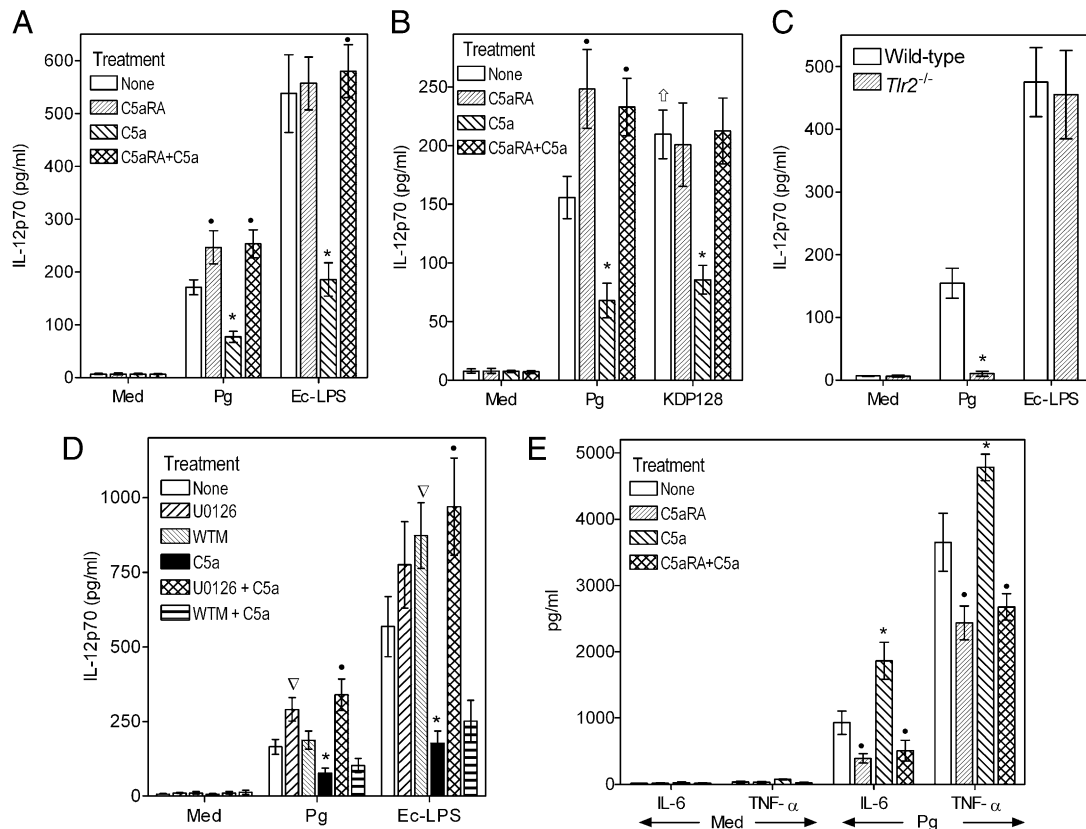 A
IL-12p70 (pg/ml)
600
500
400
300
200
100
0
Treatment
None
C5aRA
C5a
C5aRA+C5a
•
•
*
•
*
Med
Pg
Ec-LPS
B
IL-12p70 (pg/ml)
250
200
150
100
50
0
Treatment
None
C5aRA
C5a
C5aRA+C5a
•
•
⇧
*
*
Med
Pg
KDP128
C
IL-12p70 (pg/ml)
500
400
300
200
100
0
Wild-type
Tlr2-/-
*
Med
Pg
Ec-LPS
D
IL-12p70 (pg/ml)
1000
750
500
250
0
Treatment
None
U0126
WTM
C5a
U0126 + C5a
WTM + C5a
∇
•
*
∇
•
*
Med
Pg
Ec-LPS
E
pg/ml
5000
4000
3000
2000
1000
0
Treatment
None
C5aRA
C5a
C5aRA+C5a
•
*
•
•
*
•
IL-6
TNF-α
IL-6
TNF-α
Med
Pg